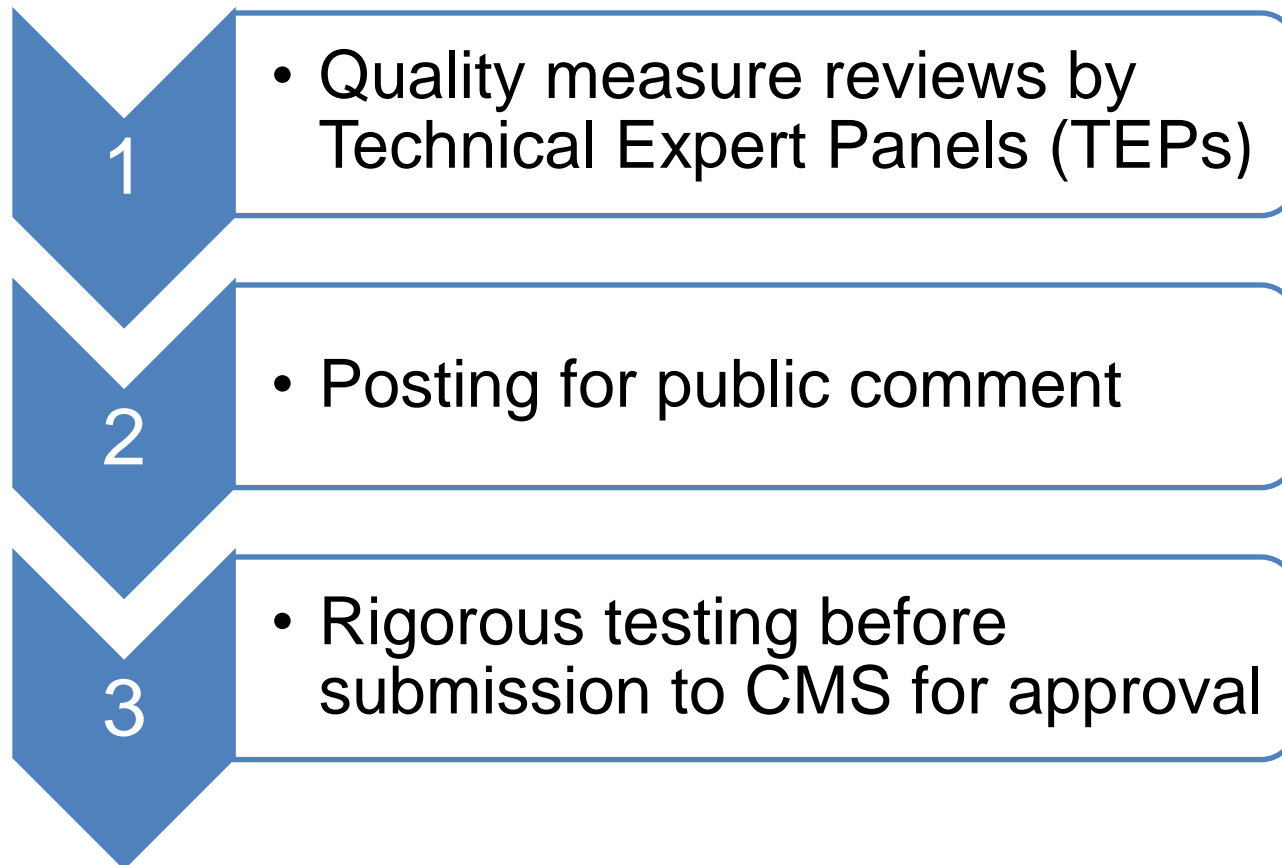 1
• Quality measure reviews by
Technical Expert Panels (TEPs)
2
• Posting for public comment
3
• Rigorous testing before
submission to CMS for approval